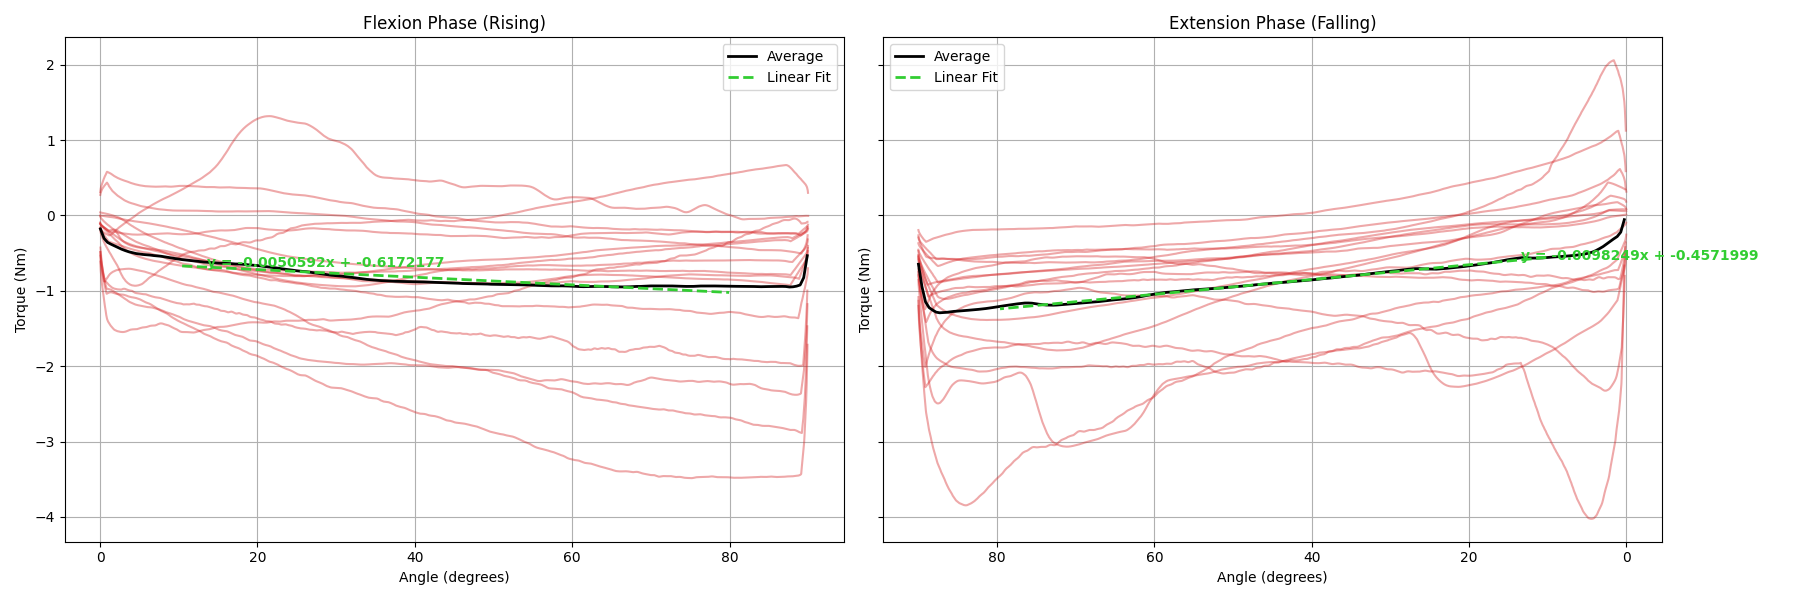 Flexion Phase (Rising)
Average
Linear Fit
y = -0.0050592x + -0.6172177
Torque (Nm)
2
1
0
−1
−2
−3
−4
0
20
40
60
80
Angle (degrees)
Extension Phase (Falling)
Average
Linear Fit
y = -0.0098249x + -0.4571999
Torque (Nm)
80
60
40
20
0
Angle (degrees)